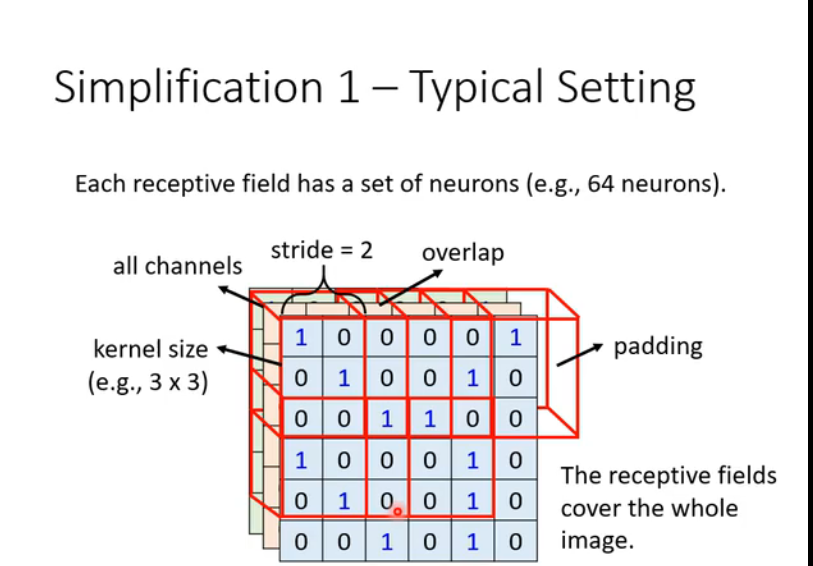 Simplification 1 – Typical Setting
Each receptive field has a set of neurons (e.g., 64 neurons).
all channels
stride = 2
overlap
kernel size
(e.g., 3 x 3)
padding
1 0 0 0 0 1
0 1 0 0 1 0
0 0 1 1 0 0
1 0 0 0 1 0
0 1 0 0 1 0
0 0 1 0 1 0
The receptive fields
cover the whole
image.